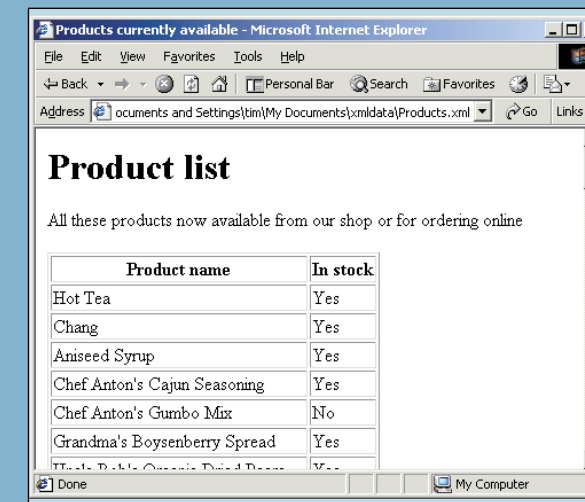 Products currently available - Microsoft Internet Explorer
File Edit View Favorites Tools Help
Back Personal Bar Search Favorites
Address ocuments and Settings\tim\My Documents\xmldata\Products.xml Go Links
Product list
All these products now available from our shop or for ordering online
Product name In stock
Hot Tea Yes
Chang Yes
Aniseed Syrup Yes
Chef Anton's Cajun Seasoning Yes
Chef Anton's Gumbo Mix No
Grandma's Boysenberry Spread Yes
Done My Computer